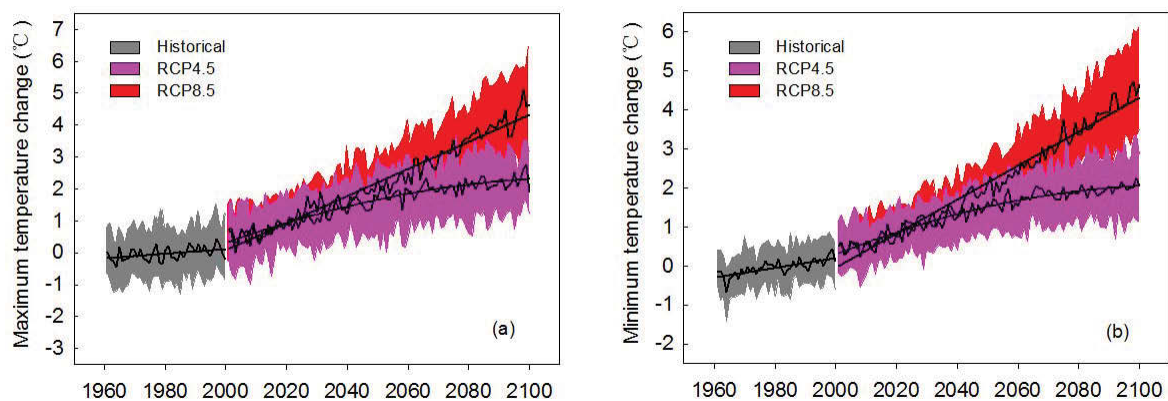 Maximum temperature change (℃)
7
6
5
4
3
2
1
0
-1
-2
-3
Historical
RCP4.5
RCP8.5
(a)
1960 1980 2000 2020 2040 2060 2080 2100
Minimum temperature change (℃)
6
5
4
3
2
1
0
-1
-2
Historical
RCP4.5
RCP8.5
(b)
1960 1980 2000 2020 2040 2060 2080 2100